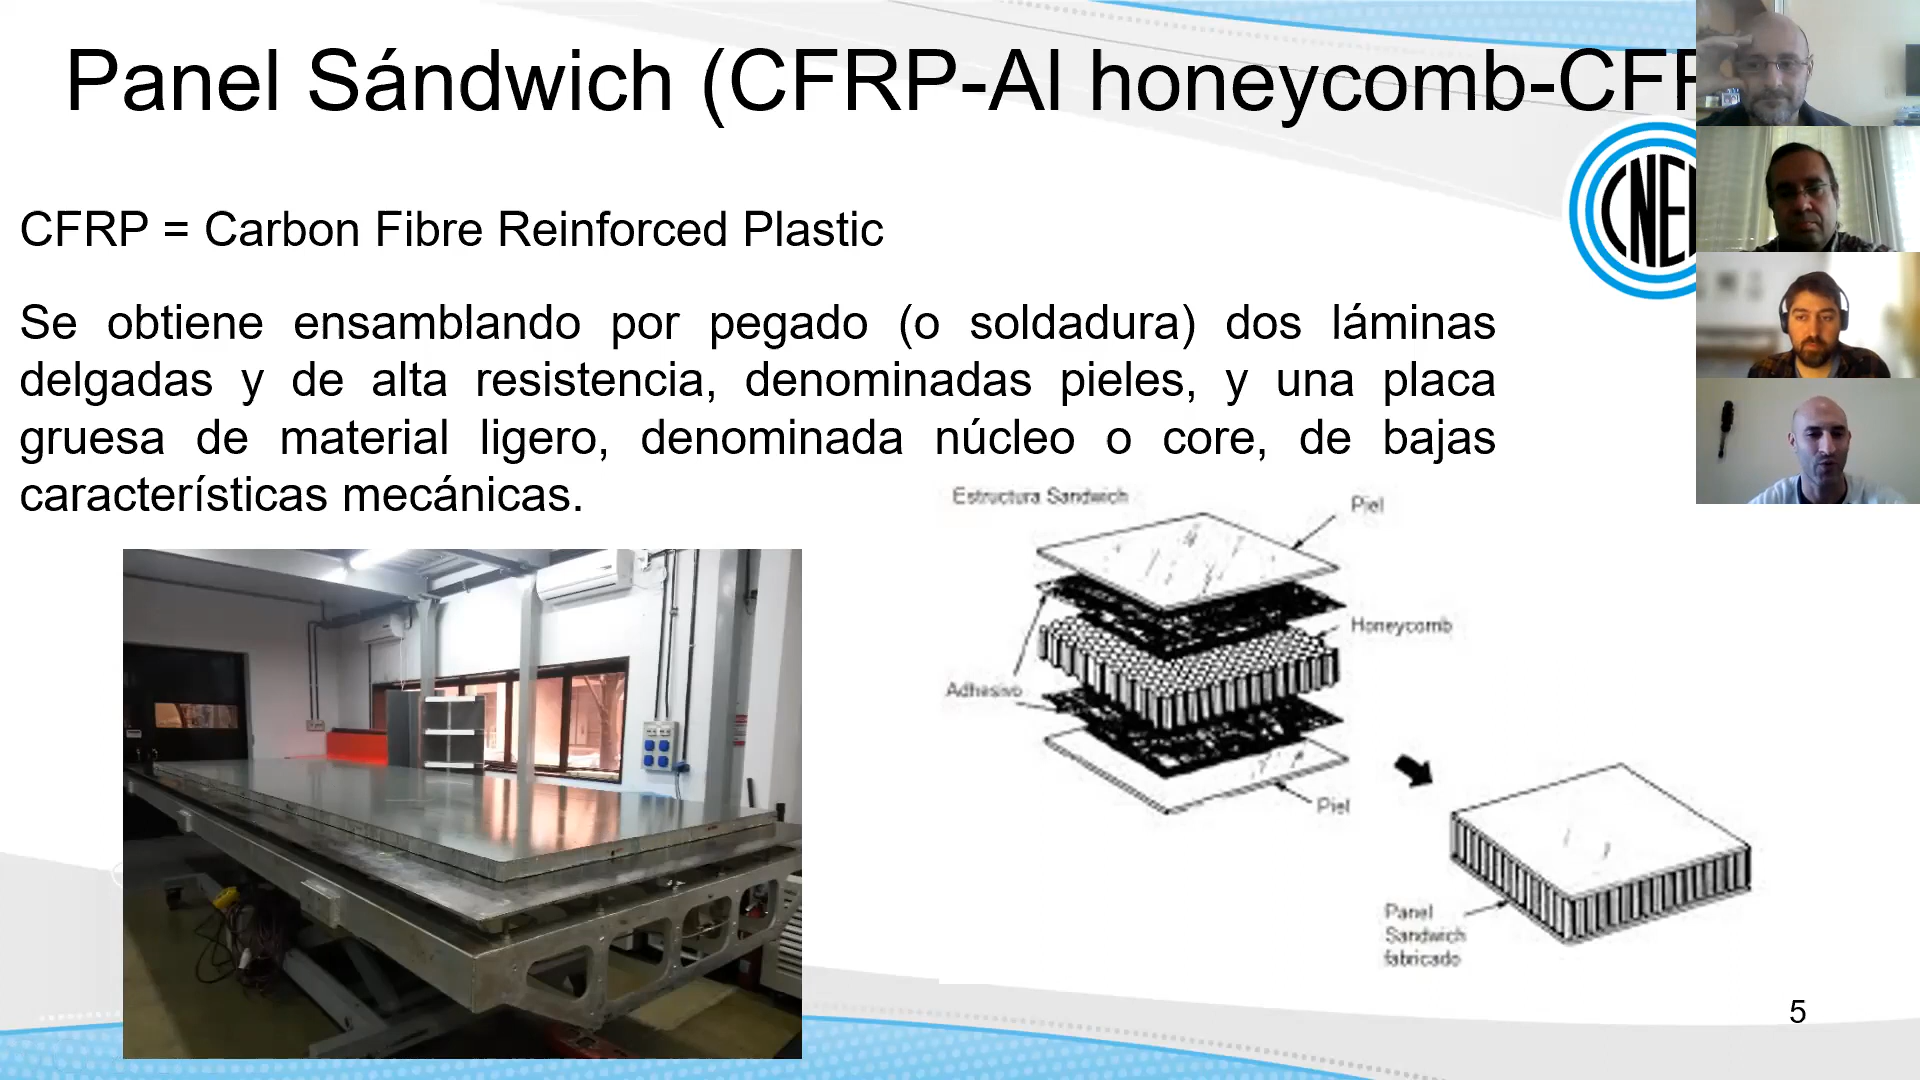 Panel Sándwich (CFRP-Al honeycomb-CFF
CNE
CFRP = Carbon Fibre Reinforced Plastic
Se obtiene ensamblando por pegado (o soldadura) dos láminas
delgadas y de alta resistencia, denominadas pieles, y una placa
gruesa de material ligero, denominada núcleo o core, de bajas
características mecánicas.
Estructura Sandwich
Piel
Honeycomb
Adhesivo
Piel
Panel
Sandwich
fabricado
5